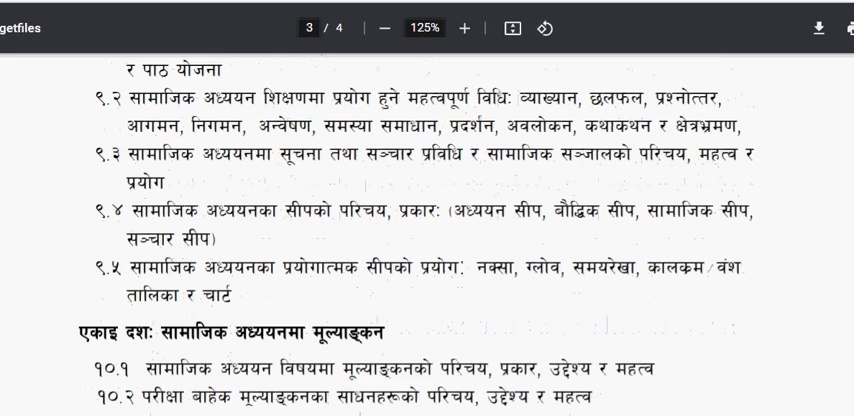 getfiles
3 / 4
125%
र पाठ योजना
९.२ सामाजिक अध्ययन शिक्षणमा प्रयोग हुने महत्वपूर्ण विधिः व्याख्यान, छलफल, प्रश्नोत्तर,
आगमन, निगमन, अन्वेषण, समस्या समाधान, प्रदर्शन, अवलोकन, कथाकथन र क्षेत्रभ्रमण,
९.३ सामाजिक अध्ययनमा सूचना तथा सञ्चार प्रविधि र सामाजिक सञ्जालको परिचय, महत्व र
प्रयोग
९.४ सामाजिक अध्ययनका सीपको परिचय, प्रकारः (अध्ययन सीप, बौद्धिक सीप, सामाजिक सीप,
सञ्चार सीप)
९.५ सामाजिक अध्ययनका प्रयोगात्मक सीपको प्रयोगः नक्सा, ग्लोव, समयरेखा, कालक्रम वंश
तालिका र चार्ट
एकाइ दशः सामाजिक अध्ययनमा मूल्याङ्कन
१०.१ सामाजिक अध्ययन विषयमा मूल्याङ्कनको परिचय, प्रकार, उद्देश्य र महत्व
१०.२ परीक्षा बाहेक मूल्याङ्कनका साधनहरूको परिचय, उद्देश्य र महत्व